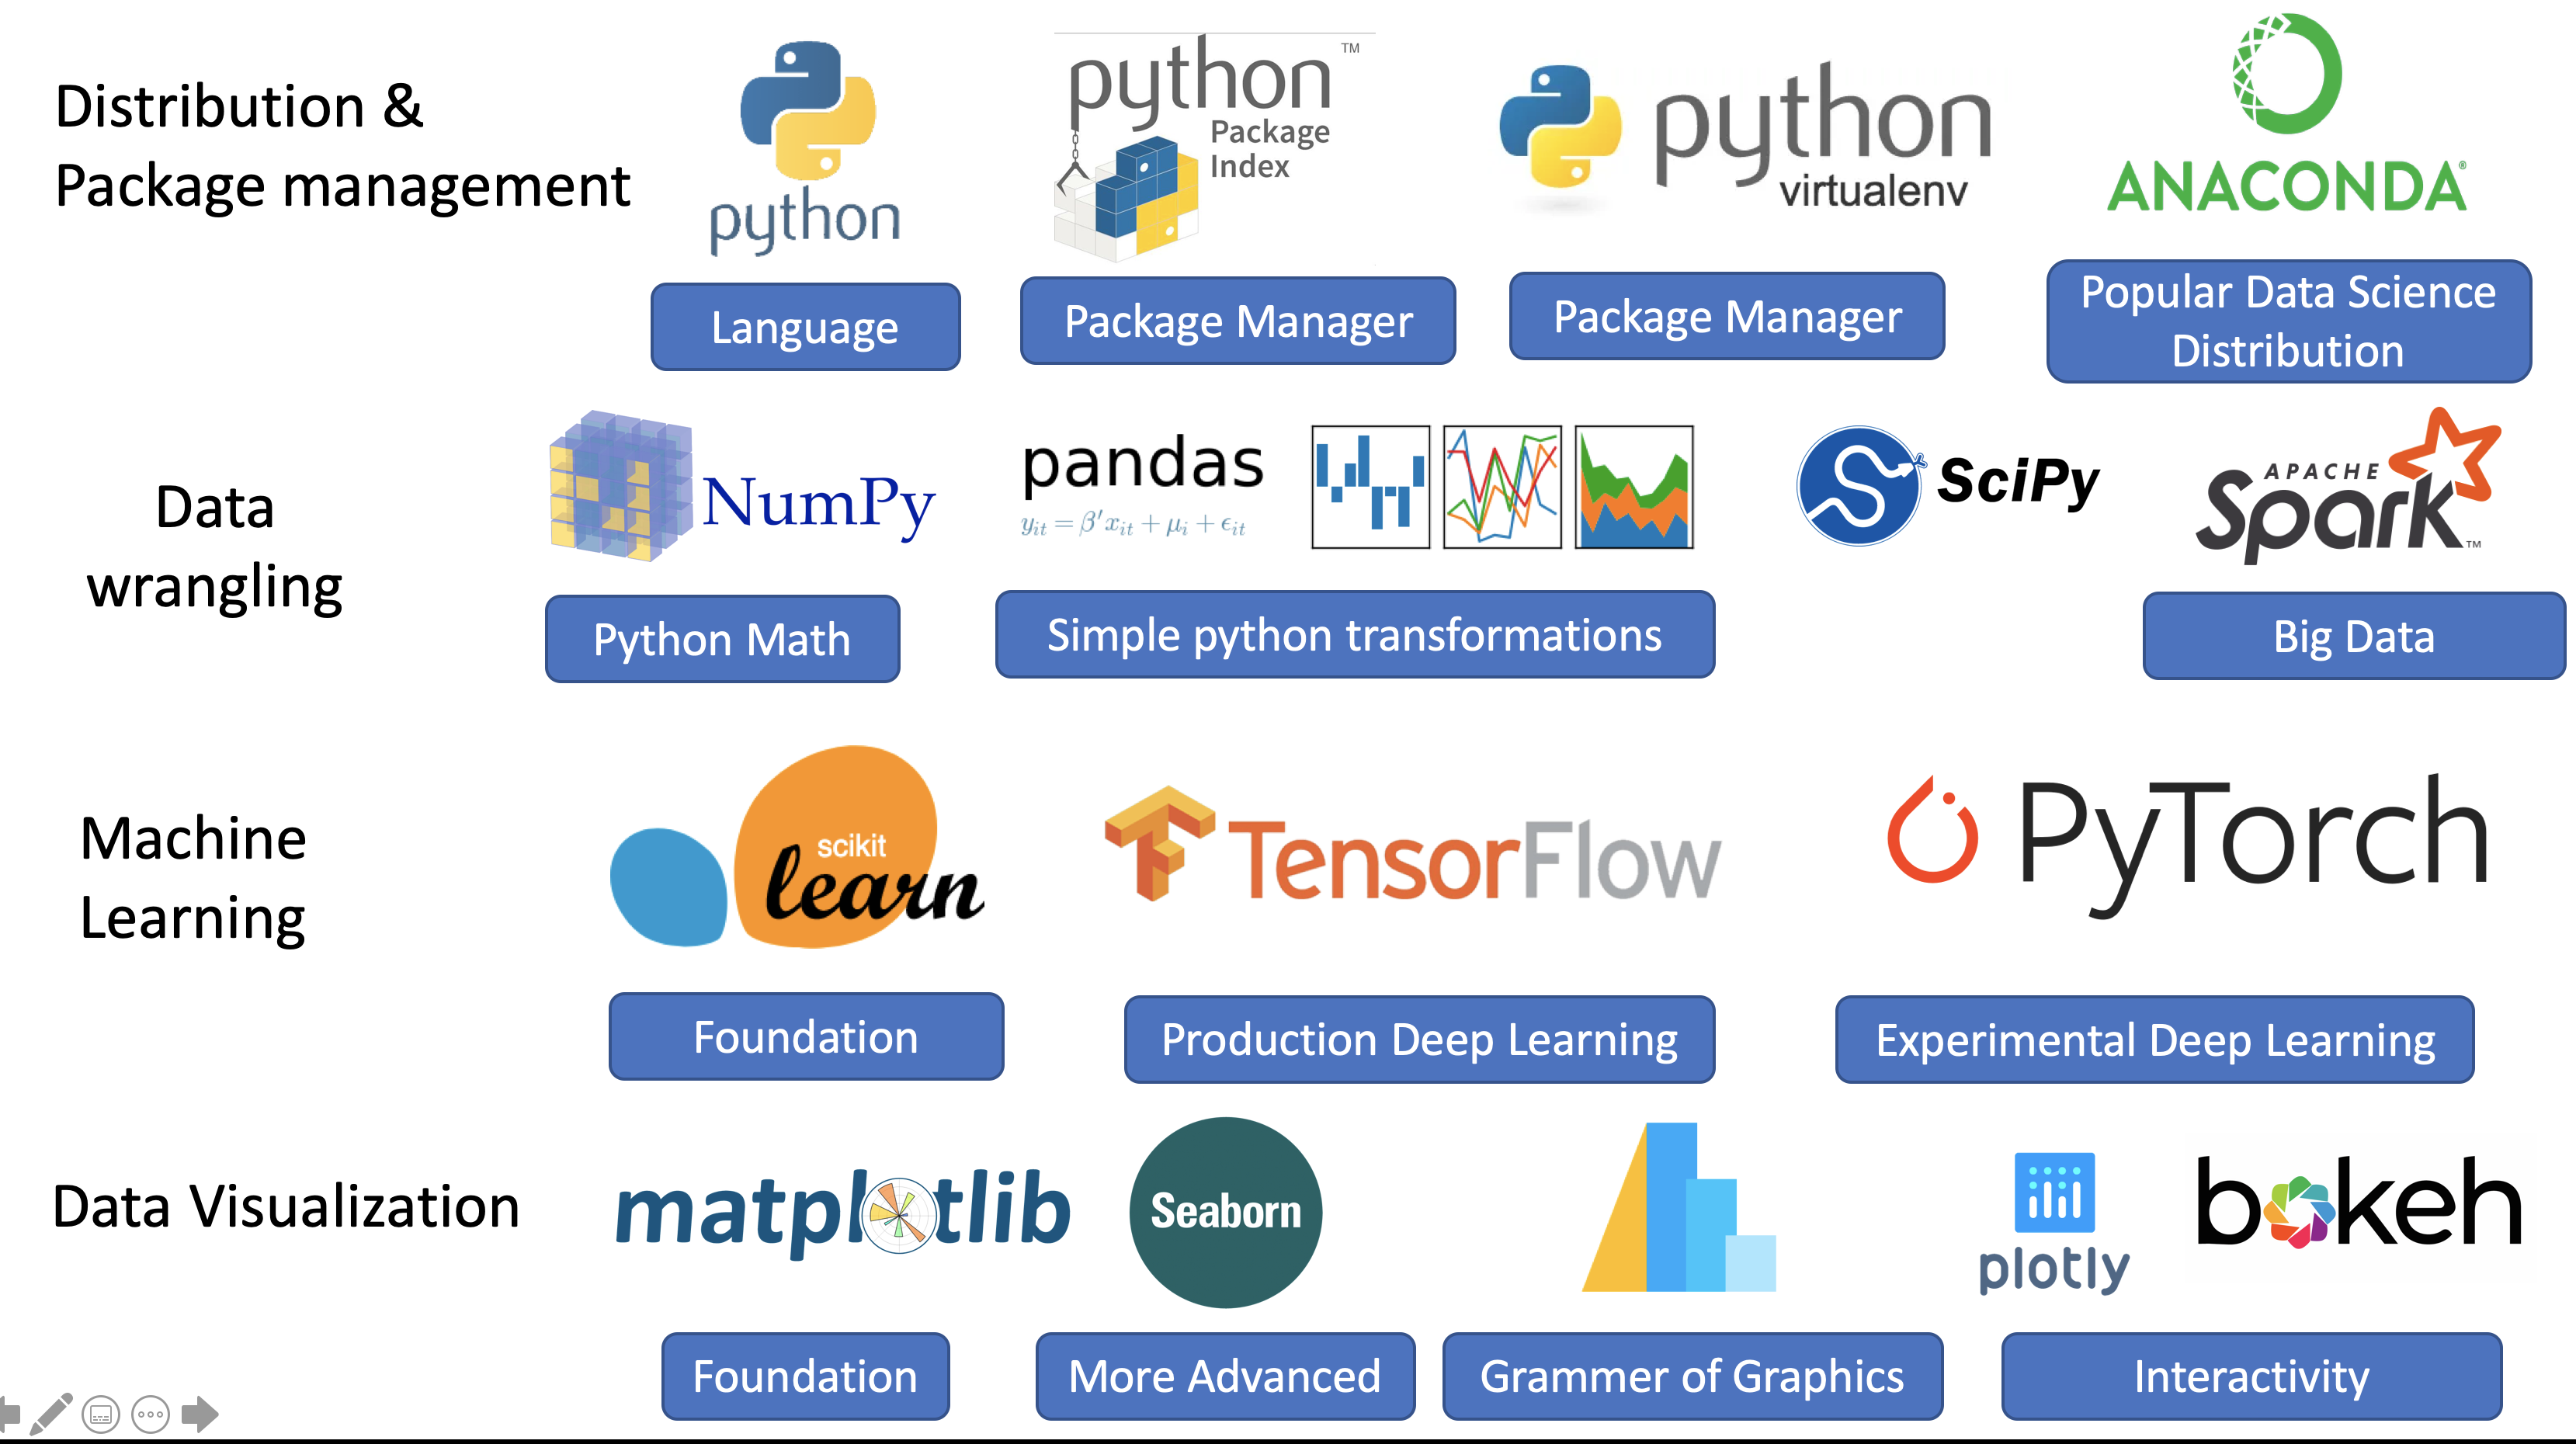 Distribution &
Package management
python
python™
Package
Index
python
virtualenv
ANACONDA®
Language
Package Manager
Package Manager
Popular Data Science
Distribution
Data
wrangling
NumPy
pandas
y_{it} = β'x_{it} + μ_i + ϵ_{it}
SciPy
APACHE
Spark™
Python Math
Simple python transformations
Big Data
Machine
Learning
scikit
learn
TensorFlow
PyTorch
Foundation
Production Deep Learning
Experimental Deep Learning
Data Visualization
matplotlib
Seaborn
plotly
bokeh
Foundation
More Advanced
Grammer of Graphics
Interactivity